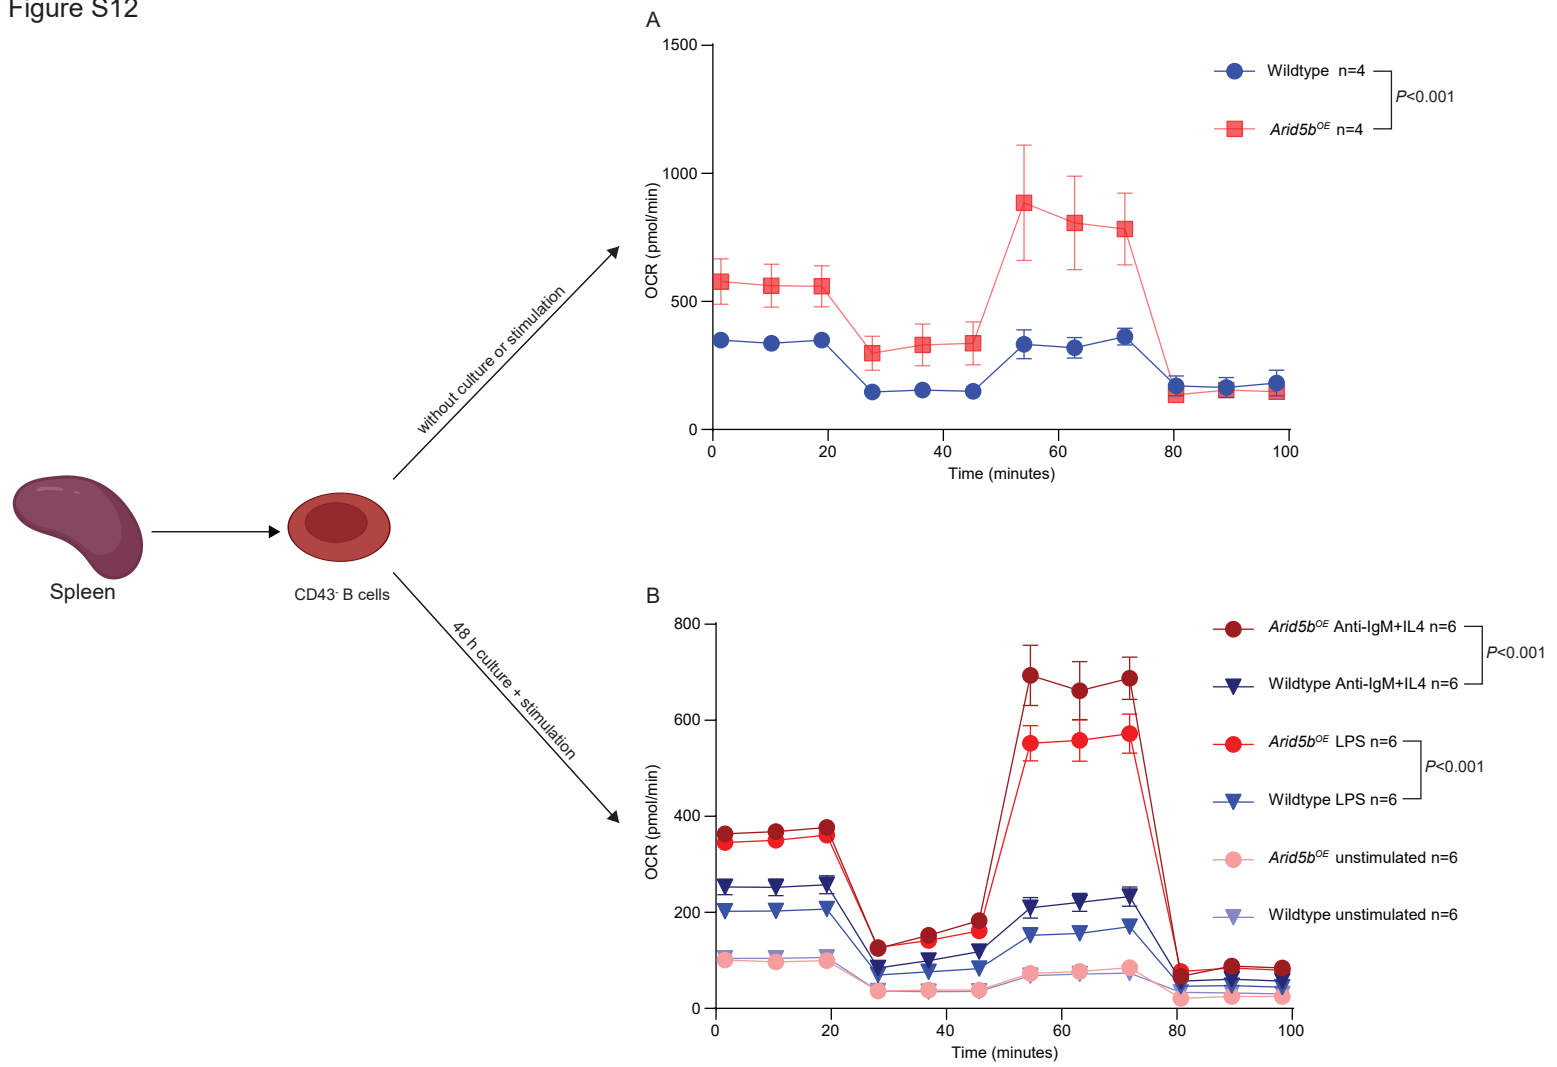 Figure S12
A
1500
1000
500
0
OCR (pmol/min)
0 20 40 60 80 100
Time (minutes)
Wildtype n=4
Arid5bOE n=4
P<0.001
without culture or stimulation
Spleen
CD43- B cells
48 h culture + stimulation
B
800
600
400
200
0
OCR (pmol/min)
0 20 40 60 80 100
Time (minutes)
Arid5bOE Anti-IgM+IL4 n=6
Wildtype Anti-IgM+IL4 n=6
P<0.001
Arid5bOE LPS n=6
Wildtype LPS n=6
P<0.001
Arid5bOE unstimulated n=6
Wildtype unstimulated n=6